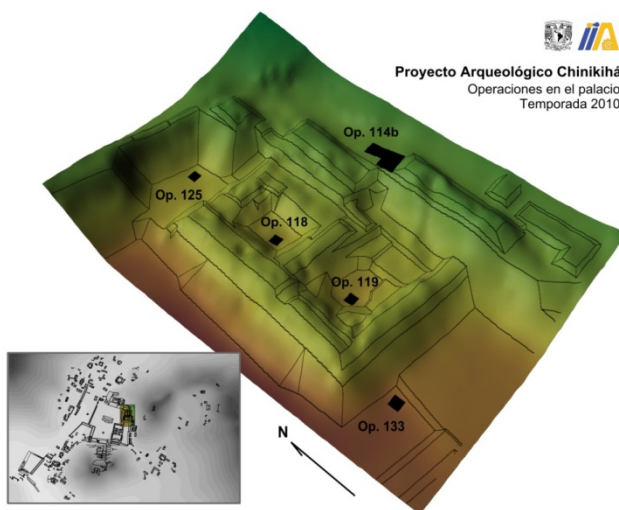 IIA
Proyecto Arqueológico Chinikihá
Operaciones en el palacio
Temporada 2010
Op. 114b
Op. 125
Op. 118
Op. 119
Op. 133
N